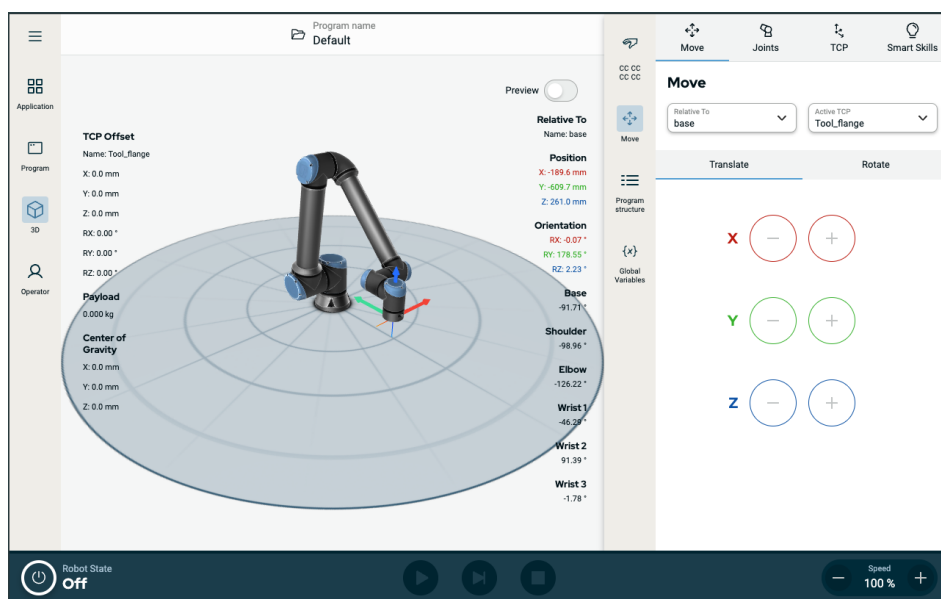 Application
Program
3D
Operator
Program name
Default
Preview
TCP Offset
Name: Tool_flange
X: 0.0 mm
Y: 0.0 mm
Z: 0.0 mm
RX: 0.00 °
RY: 0.00 °
RZ: 0.00 °
Payload
0.000 kg
Center of
Gravity
X: 0.0 mm
Y: 0.0 mm
Z: 0.0 mm
Relative To
Name: base
Position
X: -189.6 mm
Y: -609.7 mm
Z: 261.0 mm
Orientation
RX: -0.07 °
RY: 178.55 °
RZ: 2.23 °
Base
-91.71 °
Shoulder
-98.96 °
Elbow
-126.22 °
Wrist 1
-46.29 °
Wrist 2
91.39 °
Wrist 3
-1.78 °
CC CC
CC CC
Move
Program
structure
{x}
Global
Variables
Move
Joints
TCP
Smart Skills
Move
Relative To
base
Active TCP
Tool_flange
Translate
Rotate
X − +
Y − +
Z − +
Robot State
Off
Speed
− 100 % +